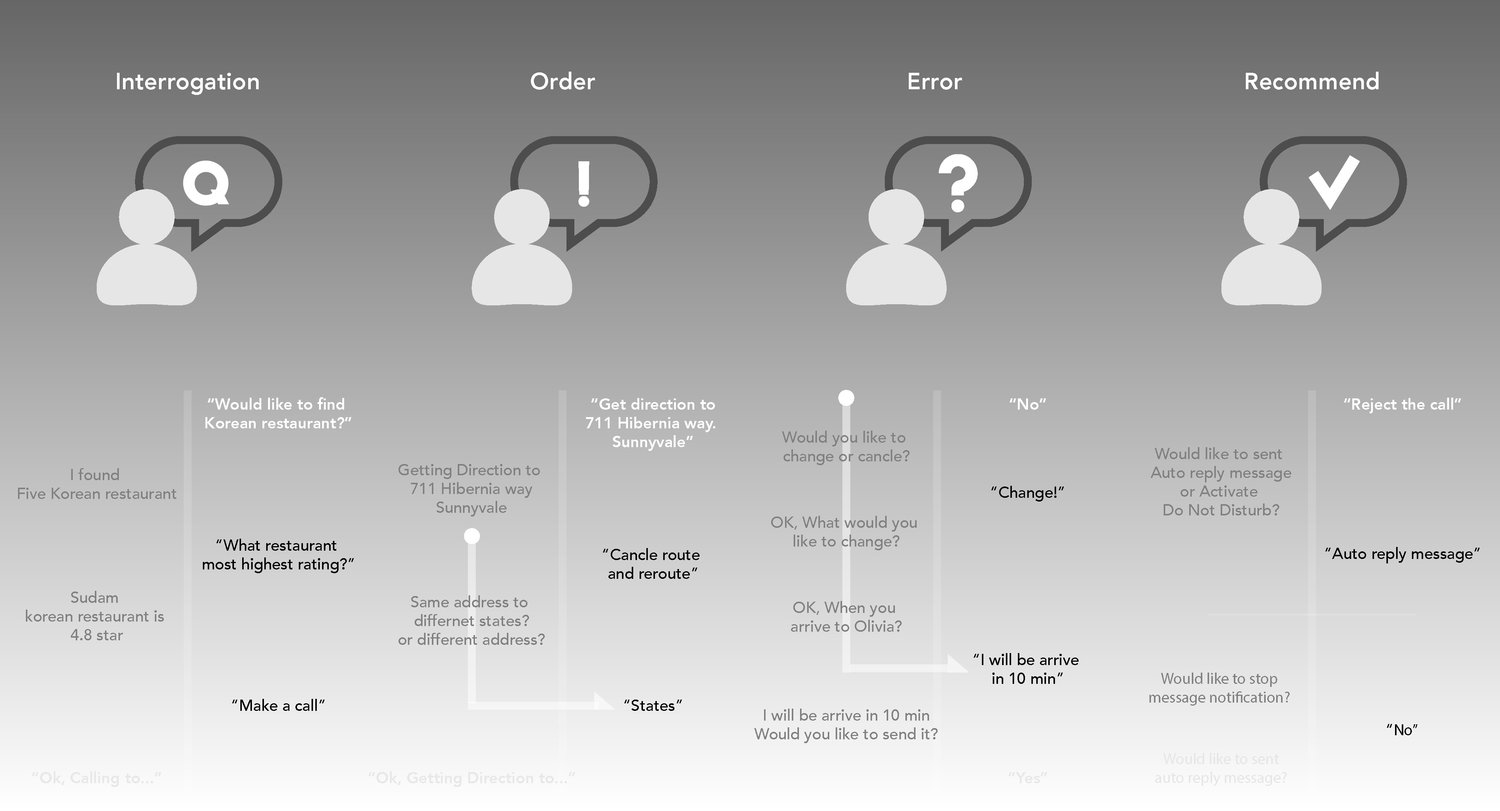 Interrogation
Q
“Would like to find
Korean restaurant?”
I found
Five Korean restaurant
“What restaurant
most highest rating?”
Sudam
korean restaurant is
4.8 star
“Make a call”
“Ok, Calling to...”
Order
!
“Get direction to
711 Hibernia way.
Sunnyvale”
Getting Direction to
711 Hibernia way
Sunnyvale
“Cancle route
and reroute”
Same address to
differnet states?
or different address?
“States”
“Ok, Getting Direction to...”
Error
?
“No”
Would you like to
change or cancle?
“Change!”
OK, What would you
like to change?
OK, When you
arrive to Olivia?
“I will be arrive
in 10 min”
I will be arrive in 10 min
Would you like to send it?
“Yes”
Recommend
“Reject the call”
Would like to sent
Auto reply message
or Activate
Do Not Disturb?
“Auto reply message”
Would like to stop
message notification?
“No”
Would like to sent
auto reply message?